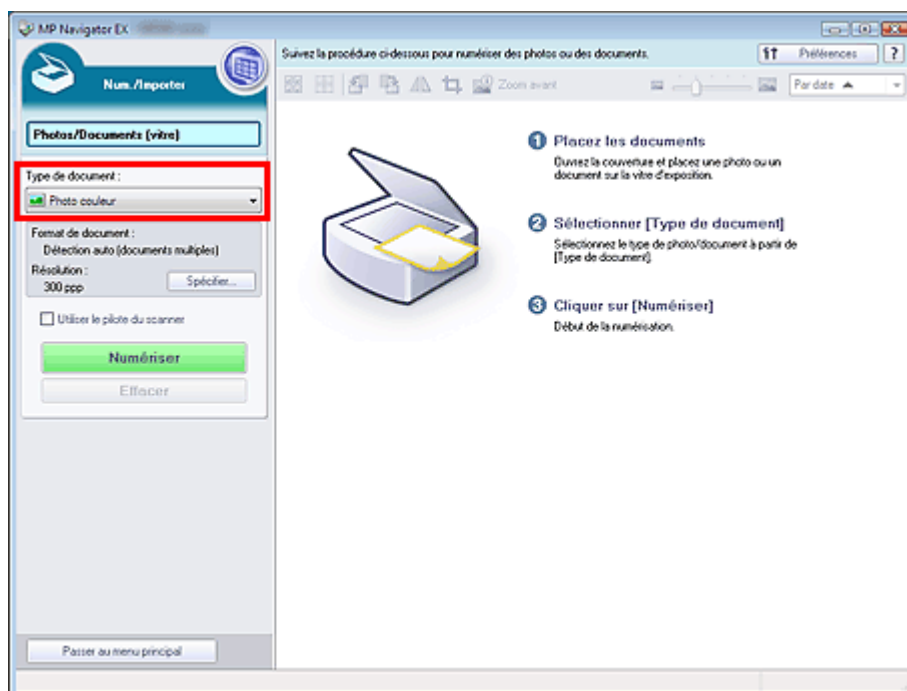 MP Navigator EX
Num./Importer
Photos/Documents (vitre)
Type de document :
Photo couleur
Format de document :
Détection auto (documents multiples)
Résolution :
300 ppp
Spécifier...
Utiliser le pilote du scanner
Numériser
Effacer
Passer au menu principal
Suivez la procédure ci-dessous pour numériser des photos ou des documents.
Préférences
?
Zoom avant
Par date
1 Placez les documents
Ouvrez la couverture et placez une photo ou un
document sur la vitre d'exposition.
2 Sélectionner [Type de document]
Sélectionnez le type de photo/document à partir de
[Type de document].
3 Cliquer sur [Numériser]
Début de la numérisation.